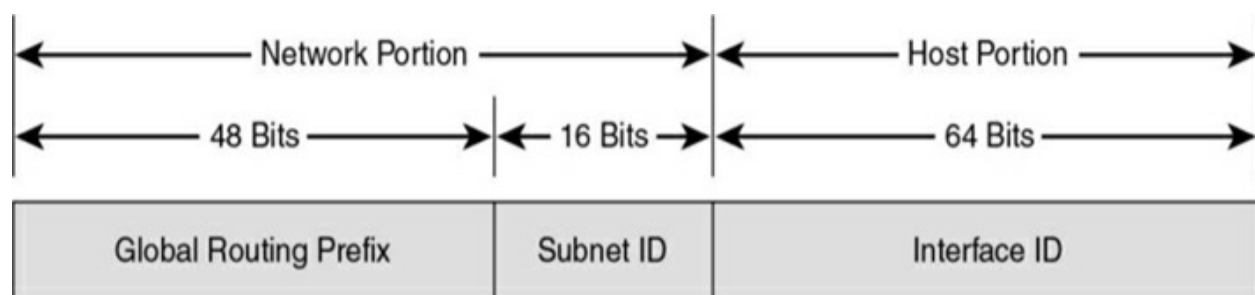 Network Portion Host Portion
48 Bits 16 Bits 64 Bits
Global Routing Prefix Subnet ID Interface ID